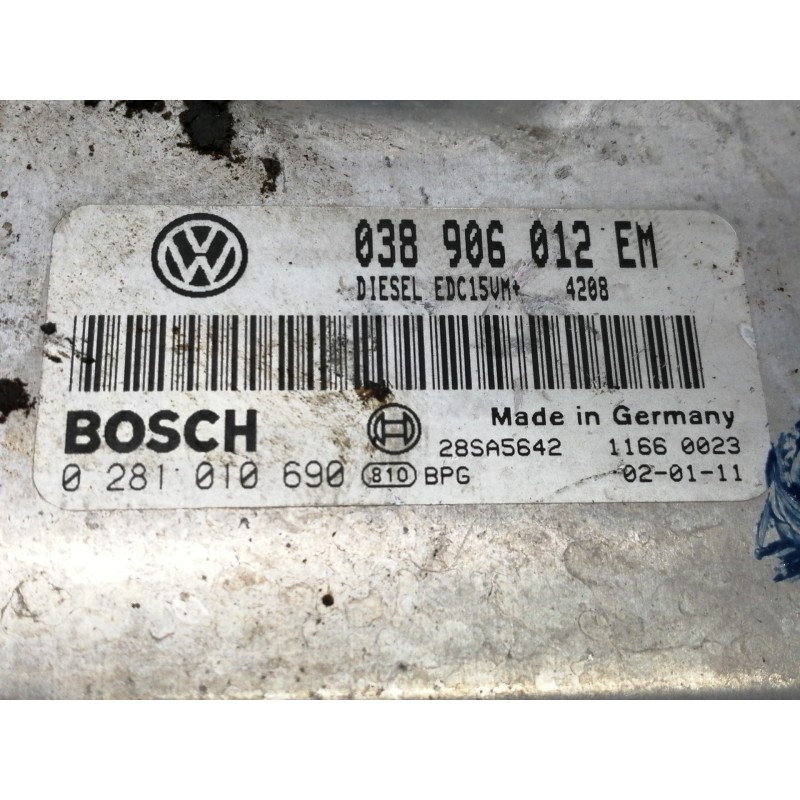 038 906 012 EM
DIESEL EDC15VM+ 4208
BOSCH
Made in Germany
28SA5642 1166 0023
0 281 010 690 810 BPG 02-01-11